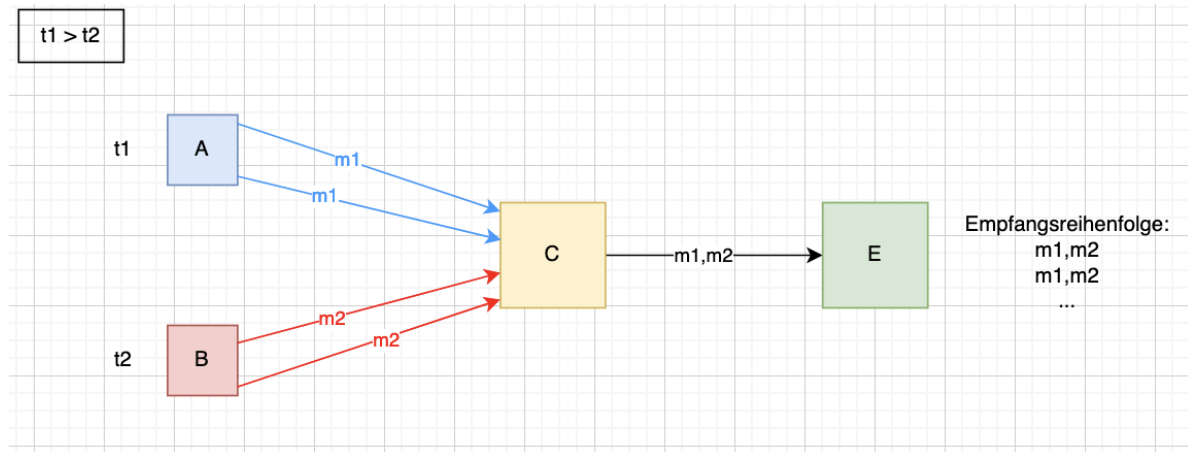 t1 > t2
t1
A
m1
m1
C
m1,m2
E
Empfangsreihenfolge:
m1,m2
m1,m2
...
m2
m2
t2
B